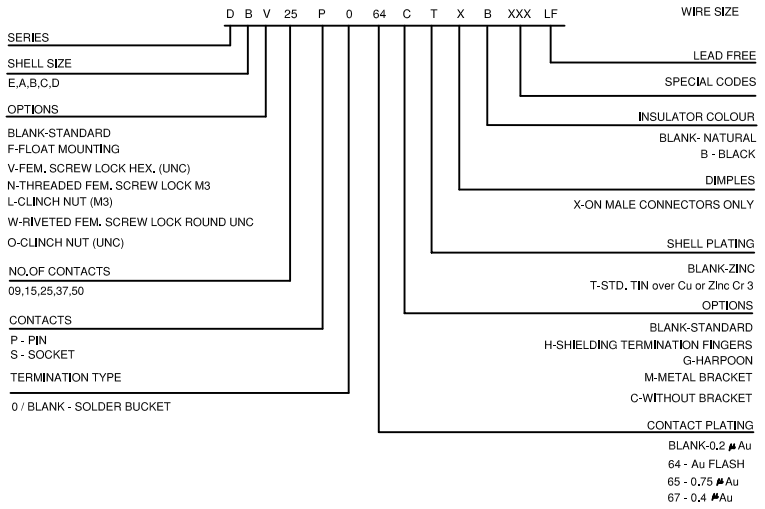 D B V 25 P 0 64 C T X B XXX LF
WIRE SIZE
SERIES
SHELL SIZE
E,A,B,C,D
OPTIONS
BLANK-STANDARD
F-FLOAT MOUNTING
V-FEM. SCREW LOCK HEX. (UNC)
N-THREADED FEM. SCREW LOCK M3
L-CLINCH NUT (M3)
W-RIVETED FEM. SCREW LOCK ROUND UNC
O-CLINCH NUT (UNC)
NO.OF CONTACTS
09,15,25,37,50
CONTACTS
P - PIN
S - SOCKET
TERMINATION TYPE
0 / BLANK - SOLDER BUCKET
LEAD FREE
SPECIAL CODES
INSULATOR COLOUR
BLANK- NATURAL
B - BLACK
DIMPLES
X-ON MALE CONNECTORS ONLY
SHELL PLATING
BLANK-ZINC
T-STD. TIN over Cu or ZInc Cr 3
OPTIONS
BLANK-STANDARD
H-SHIELDING TERMINATION FINGERS
G-HARPOON
M-METAL BRACKET
C-WITHOUT BRACKET
CONTACT PLATING
BLANK-0.2 µAu
64 - Au FLASH
65 - 0.75 µAu
67 - 0.4 µAu